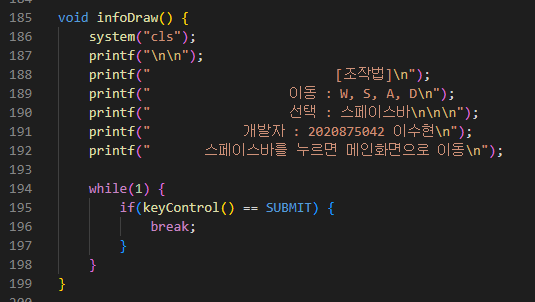 184
185 void infoDraw() {
186     system("cls");
187     printf("\n\n");
188     printf("                        [조작법]\n");
189     printf("                  이동 : W, S, A, D\n");
190     printf("                  선택 : 스페이스바\n\n\n");
191     printf("            개발자 : 2020875042 이수현\n");
192     printf("       스페이스바를 누르면 메인화면으로 이동\n");
193
194     while(1) {
195         if(keyControl() == SUBMIT) {
196             break;
197         }
198     }
199 }
200